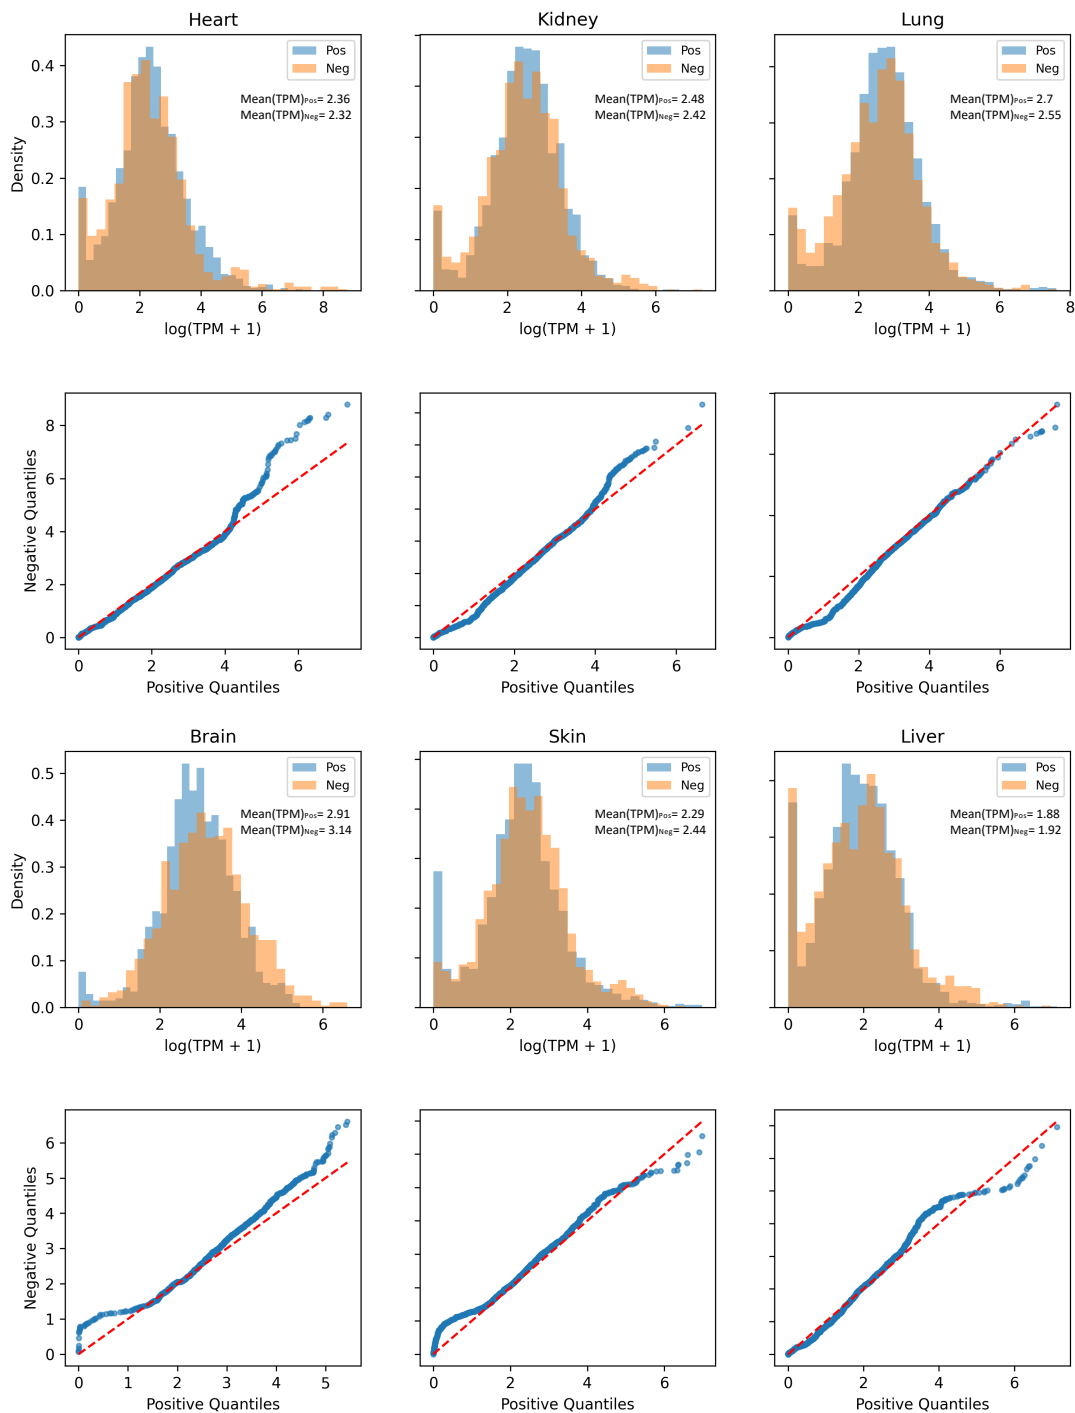 Heart
Kidney
Lung
Density
0.4
0.3
0.2
0.1
0.0
Pos
Neg
Mean(TPM)Pos= 2.36
Mean(TPM)Neg= 2.32
0 2 4 6 8
log(TPM + 1)
Pos
Neg
Mean(TPM)Pos= 2.48
Mean(TPM)Neg= 2.42
0 2 4 6
log(TPM + 1)
Pos
Neg
Mean(TPM)Pos= 2.7
Mean(TPM)Neg= 2.55
0 2 4 6 8
log(TPM + 1)
Negative Quantiles
8
6
4
2
0
0 2 4 6
Positive Quantiles
0 2 4 6
Positive Quantiles
0 2 4 6
Positive Quantiles
Brain
Skin
Liver
Density
0.5
0.4
0.3
0.2
0.1
0.0
Pos
Neg
Mean(TPM)Pos= 2.91
Mean(TPM)Neg= 3.14
0 2 4 6
log(TPM + 1)
Pos
Neg
Mean(TPM)Pos= 2.29
Mean(TPM)Neg= 2.44
0 2 4 6
log(TPM + 1)
Pos
Neg
Mean(TPM)Pos= 1.88
Mean(TPM)Neg= 1.92
0 2 4 6
log(TPM + 1)
Negative Quantiles
6
5
4
3
2
1
0
0 1 2 3 4 5
Positive Quantiles
0 2 4 6
Positive Quantiles
0 2 4 6
Positive Quantiles